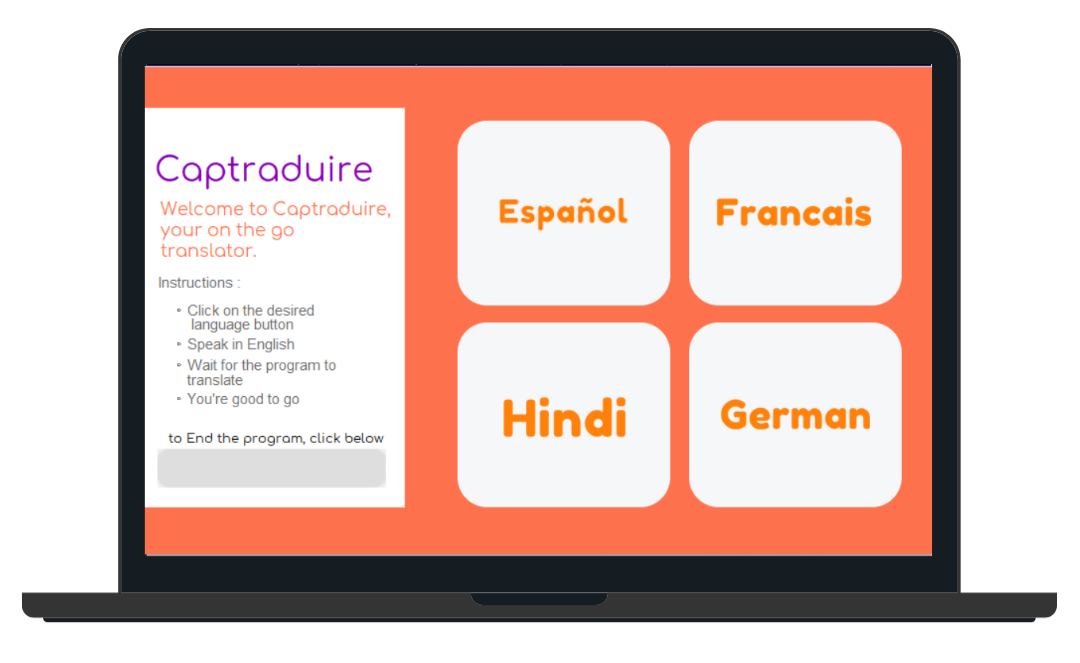 Captraduire
Welcome to Captraduire,
your on the go
translator.
Instructions :
• Click on the desired
language button
• Speak in English
• Wait for the program to
translate
• You're good to go
to End the program, click below
Español
Francais
Hindi
German